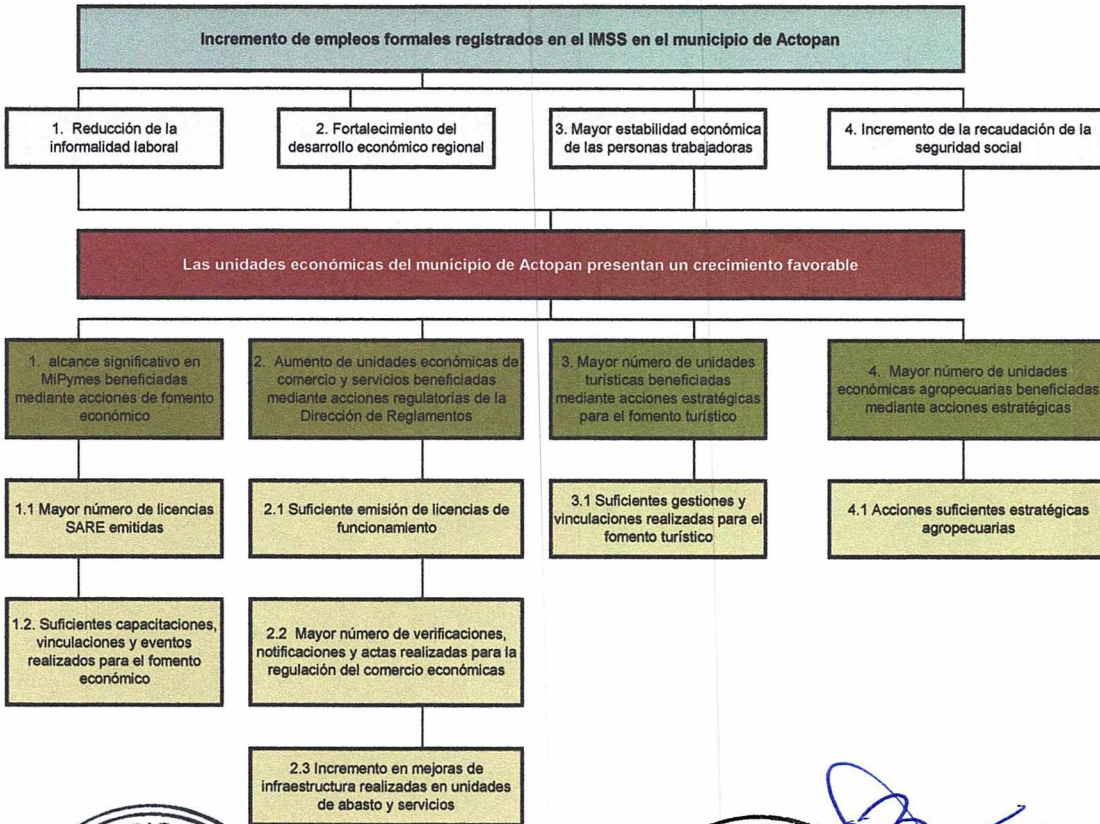 Incremento de empleos formales registrados en el IMSS en el municipio de Actopan
1. Reducción de la
informalidad laboral
2. Fortalecimiento del
desarrollo económico regional
3. Mayor estabilidad económica
de las personas trabajadoras
4. Incremento de la recaudación de la
seguridad social
Las unidades económicas del municipio de Actopan presentan un crecimiento favorable
1. alcance significativo en
MiPymes beneficiadas
mediante acciones de fomento
económico
2. Aumento de unidades económicas de
comercio y servicios beneficiadas
mediante acciones regulatorias de la
Dirección de Reglamentos
3. Mayor número de unidades
turísticas beneficiadas
mediante acciones estratégicas
para el fomento turístico
4. Mayor número de unidades
económicas agropecuarias beneficiadas
mediante acciones estratégicas
1.1 Mayor número de licencias
SARE emitidas
2.1 Suficiente emisión de licencias de
funcionamiento
3.1 Suficientes gestiones y
vinculaciones realizadas para el
fomento turístico
4.1 Acciones suficientes estratégicas
agropecuarias
1.2. Suficientes capacitaciones,
vinculaciones y eventos
realizados para el fomento
económico
2.2 Mayor número de verificaciones,
notificaciones y actas realizadas para la
regulación del comercio económicas
2.3 Incremento en mejoras de
infraestructura realizadas en unidades
de abasto y servicios